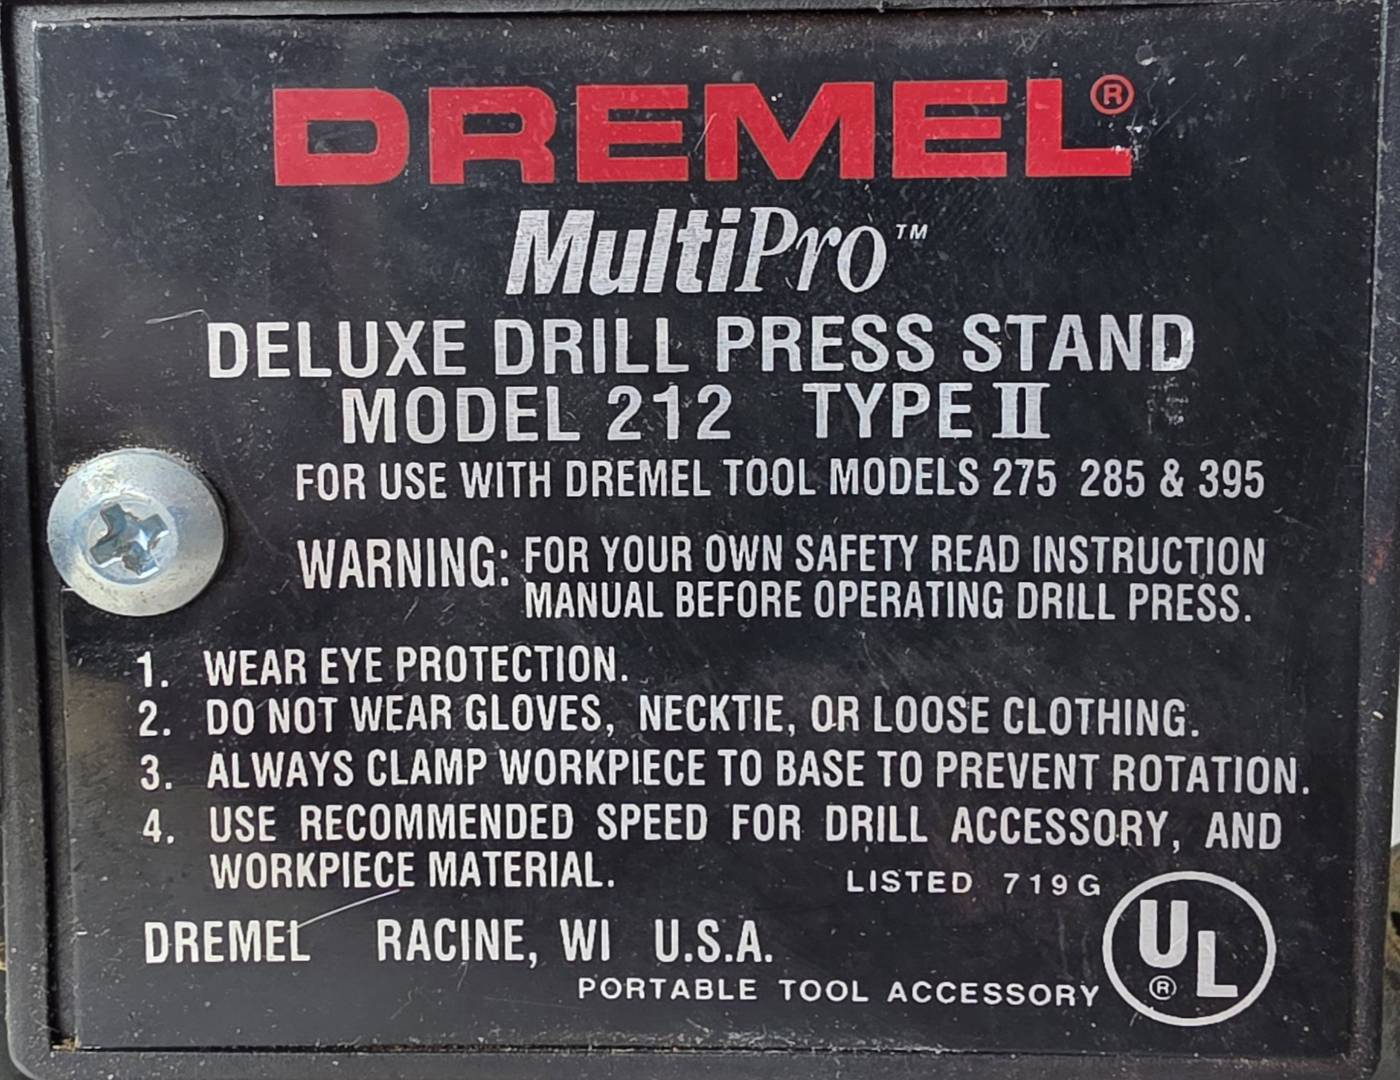 DREMEL®
MultiPro™
DELUXE DRILL PRESS STAND
MODEL 212 TYPE II
FOR USE WITH DREMEL TOOL MODELS 275 285 & 395
WARNING: FOR YOUR OWN SAFETY READ INSTRUCTION
MANUAL BEFORE OPERATING DRILL PRESS.
1. WEAR EYE PROTECTION.
2. DO NOT WEAR GLOVES, NECKTIE, OR LOOSE CLOTHING.
3. ALWAYS CLAMP WORKPIECE TO BASE TO PREVENT ROTATION.
4. USE RECOMMENDED SPEED FOR DRILL ACCESSORY, AND
WORKPIECE MATERIAL.
LISTED 719G
DREMEL RACINE, WI U.S.A.
PORTABLE TOOL ACCESSORY
UL®